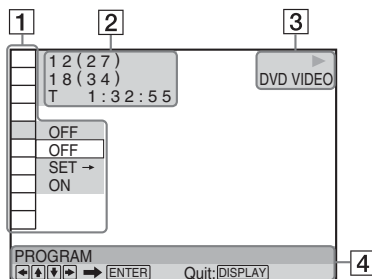 1 2 3
12(27)
18(34)
T 1:32:55
DVD VIDEO
OFF
OFF
SET →
ON
PROGRAM
←↑↓→ ➡ ENTER Quit: DISPLAY
4